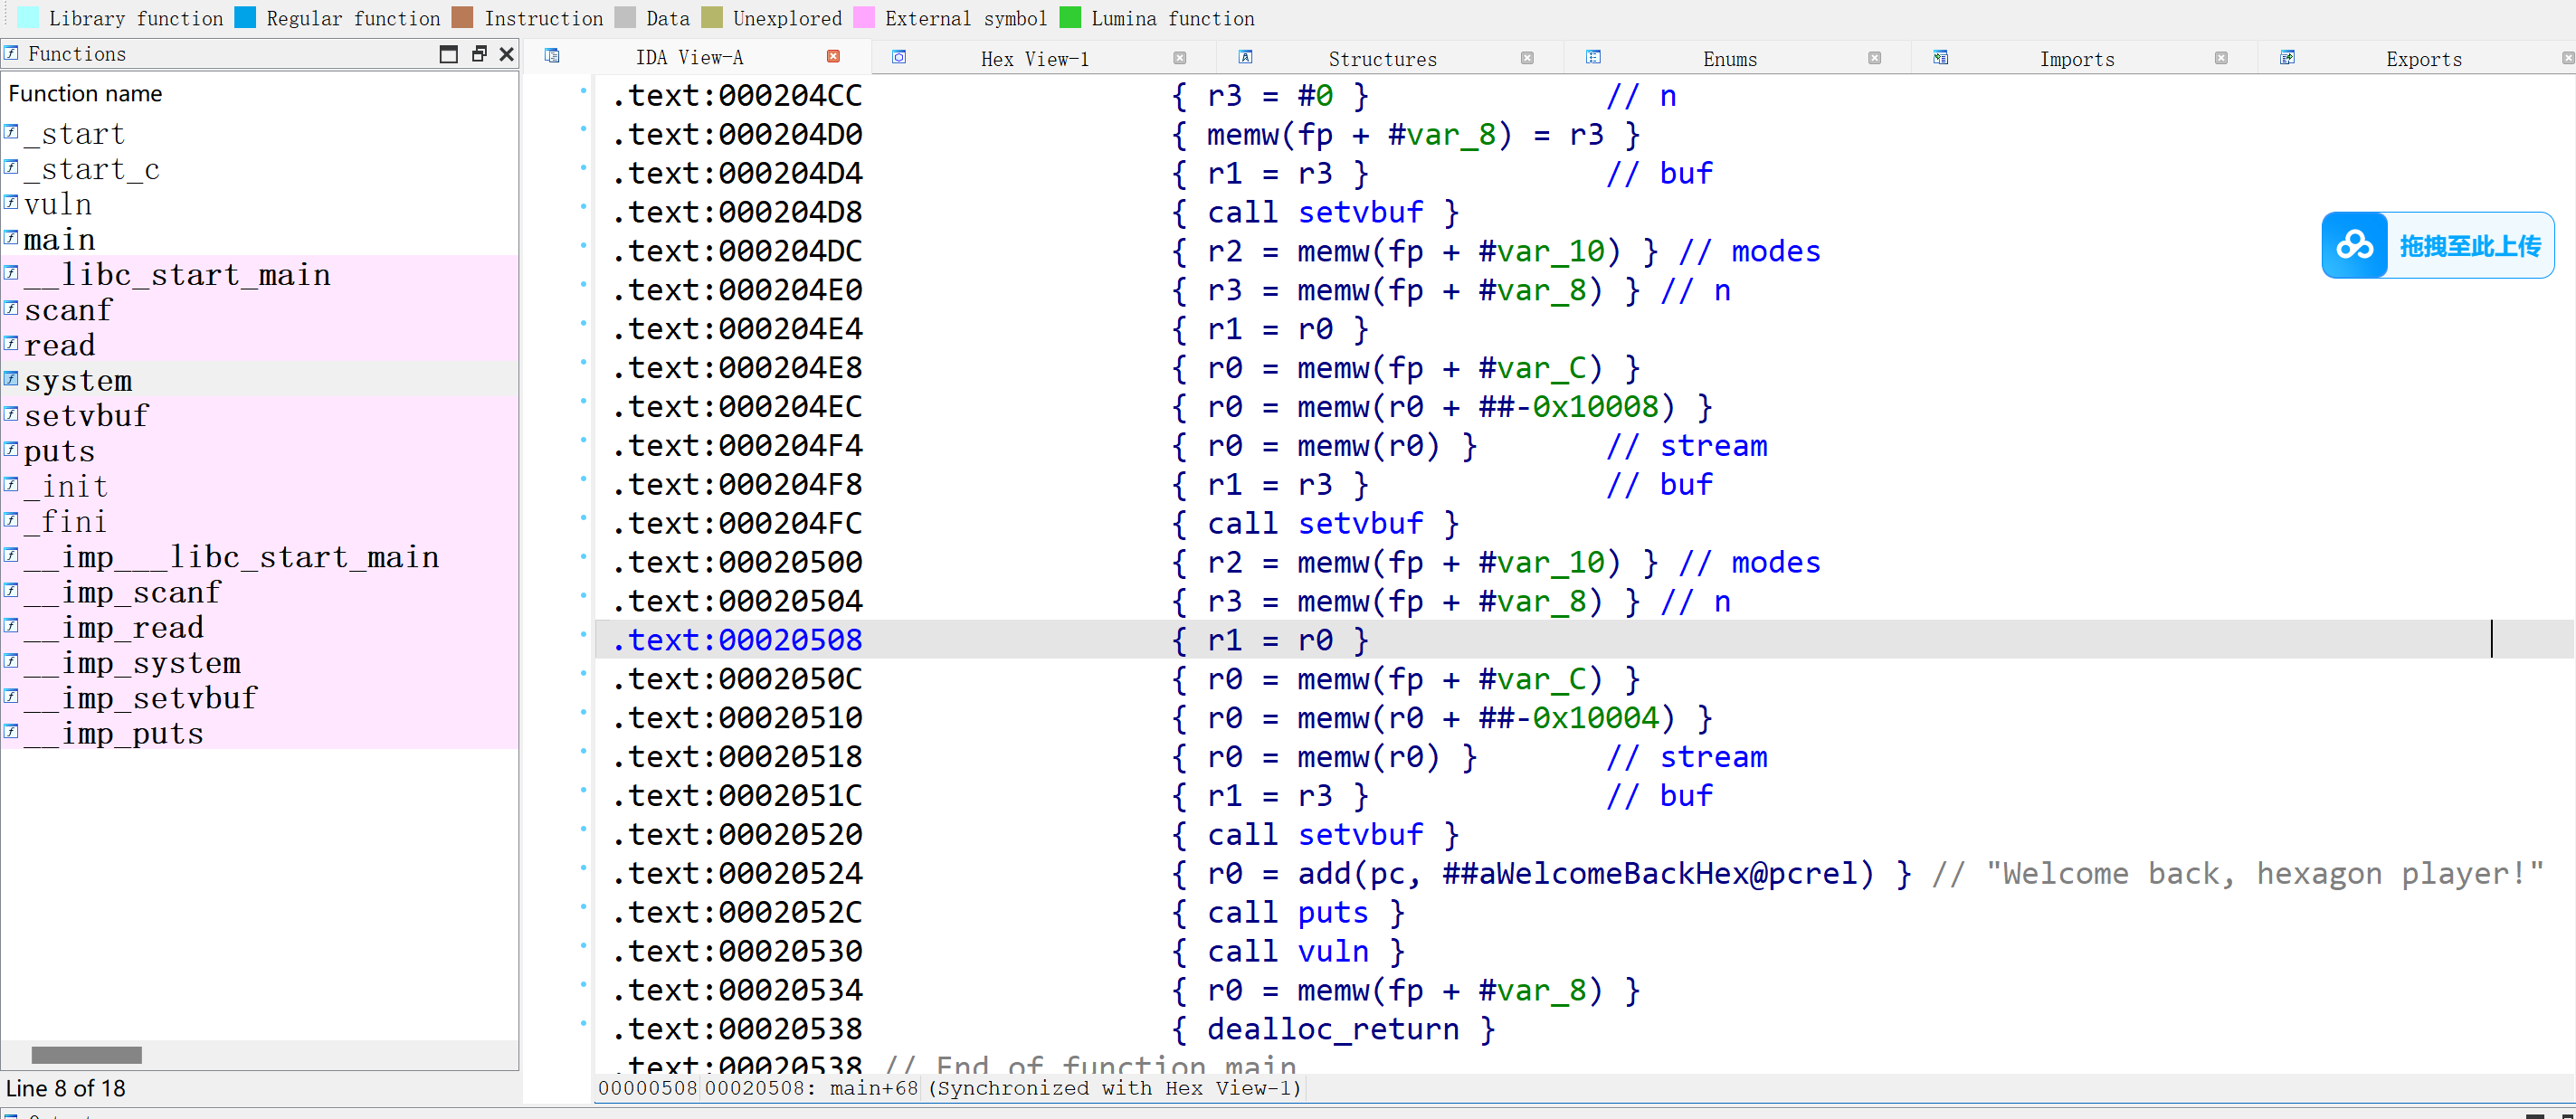 Library function Regular function Instruction Data Unexplored External symbol Lumina function
Functions
IDA View-A Hex View-1 Structures Enums Imports Exports
Function name
_start
_start_c
vuln
main
__libc_start_main
scanf
read
system
setvbuf
puts
_init
_fini
__imp___libc_start_main
__imp_scanf
__imp_read
__imp_system
__imp_setvbuf
__imp_puts
Line 8 of 18
.text:000204CC { r3 = #0 } // n
.text:000204D0 { memw(fp + #var_8) = r3 }
.text:000204D4 { r1 = r3 } // buf
.text:000204D8 { call setvbuf }
.text:000204DC { r2 = memw(fp + #var_10) } // modes
.text:000204E0 { r3 = memw(fp + #var_8) } // n
.text:000204E4 { r1 = r0 }
.text:000204E8 { r0 = memw(fp + #var_C) }
.text:000204EC { r0 = memw(r0 + ##-0x10008) }
.text:000204F4 { r0 = memw(r0) } // stream
.text:000204F8 { r1 = r3 } // buf
.text:000204FC { call setvbuf }
.text:00020500 { r2 = memw(fp + #var_10) } // modes
.text:00020504 { r3 = memw(fp + #var_8) } // n
.text:00020508 { r1 = r0 }
.text:0002050C { r0 = memw(fp + #var_C) }
.text:00020510 { r0 = memw(r0 + ##-0x10004) }
.text:00020518 { r0 = memw(r0) } // stream
.text:0002051C { r1 = r3 } // buf
.text:00020520 { call setvbuf }
.text:00020524 { r0 = add(pc, ##aWelcomeBackHex@pcrel) } // "Welcome back, hexagon player!"
.text:0002052C { call puts }
.text:00020530 { call vuln }
.text:00020534 { r0 = memw(fp + #var_8) }
.text:00020538 { dealloc_return }
.text:00020538 // End of function main
00000508 00020508: main+68 (Synchronized with Hex View-1)
拖拽至此上传